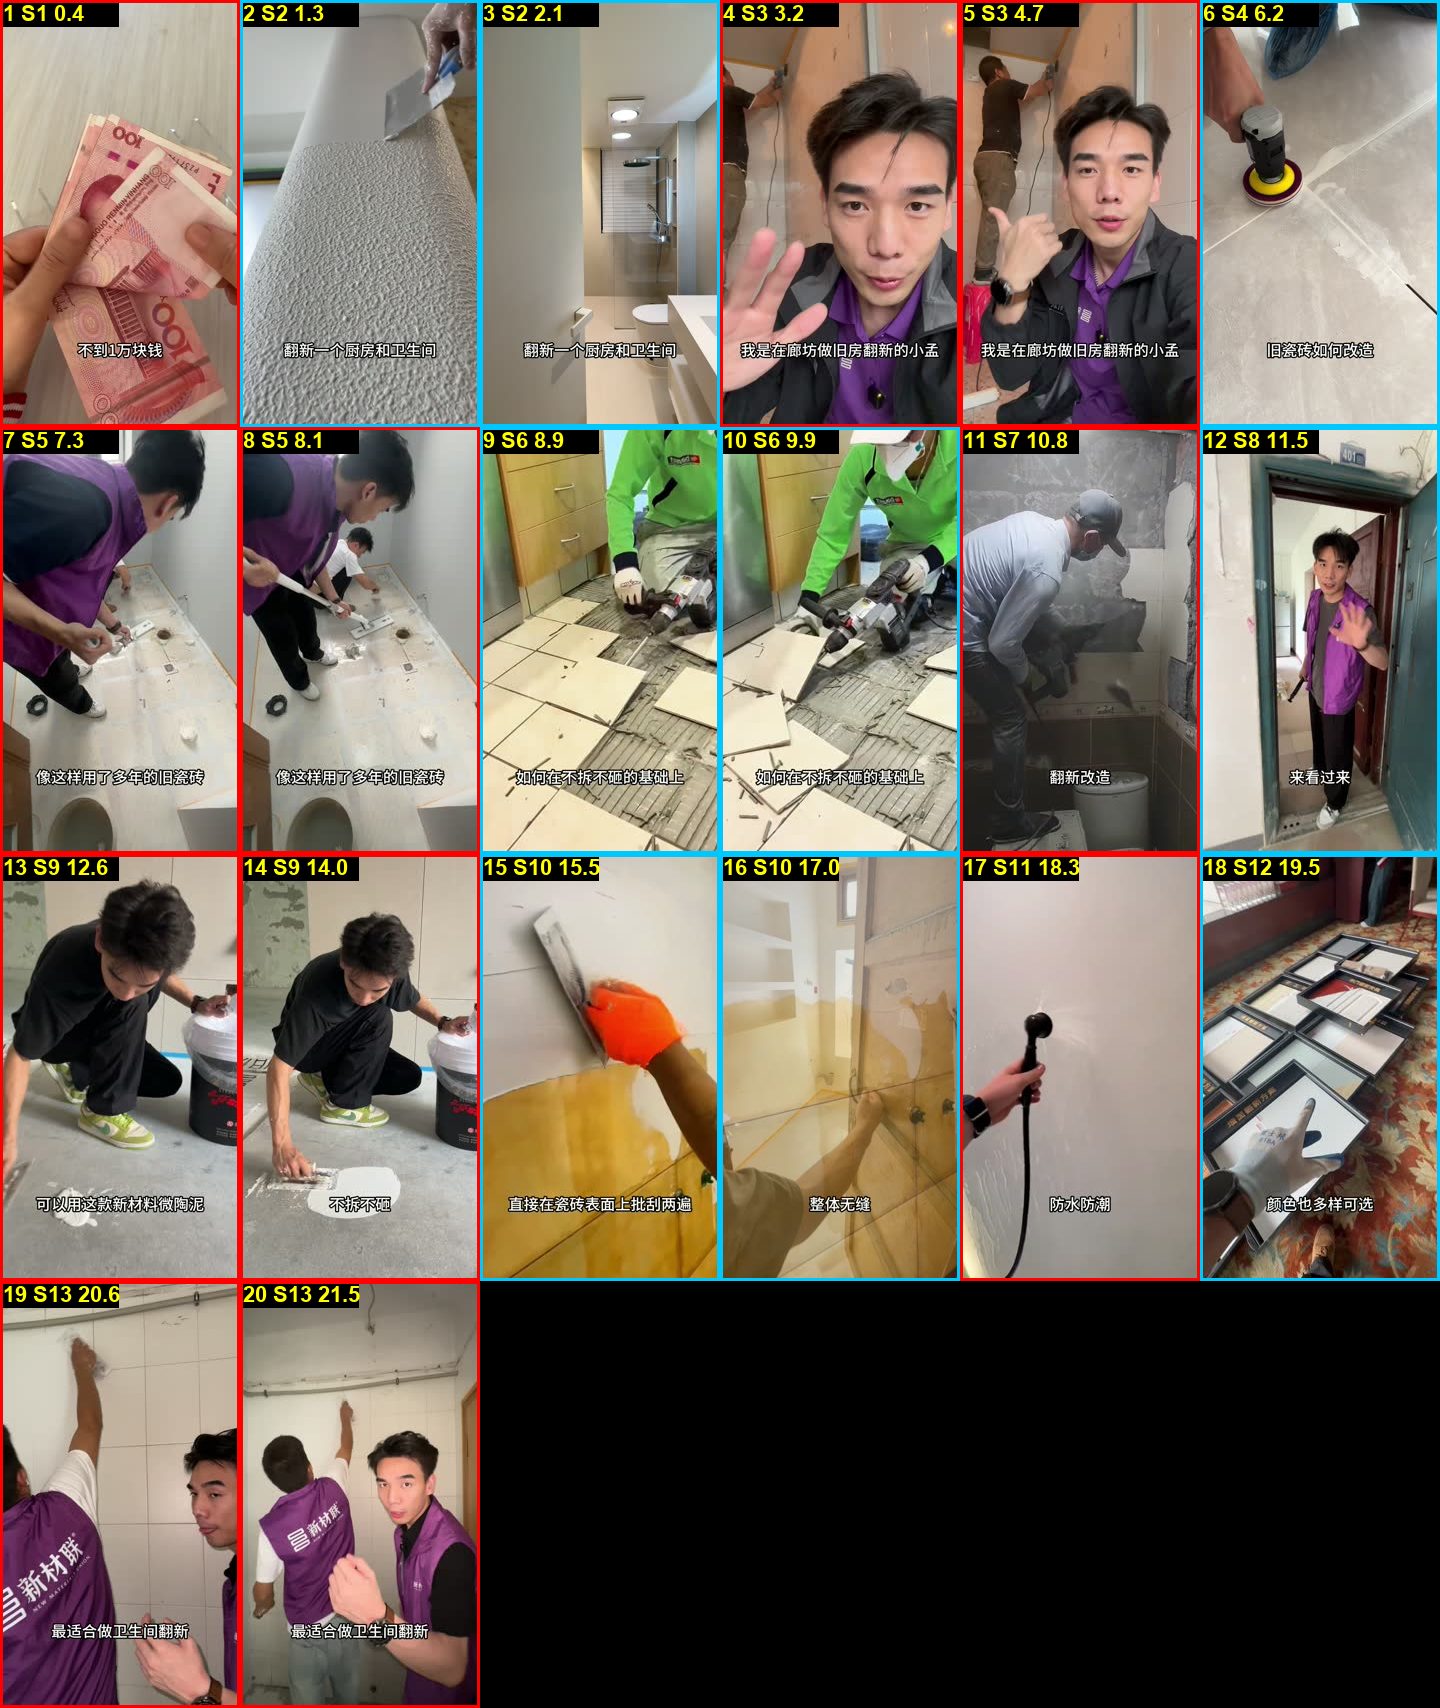 1 S1 0.4
100
100
ZHONGGUO RENMIN YINHANG
100
不到1万块钱
2 S2 1.3
翻新一个厨房和卫生间
3 S2 2.1
翻新一个厨房和卫生间
4 S3 3.2
我是在廊坊做旧房翻新的小孟
5 S3 4.7
我是在廊坊做旧房翻新的小孟
6 S4 6.2
旧瓷砖如何改造
7 S5 7.3
像这样用了多年的旧瓷砖
8 S5 8.1
像这样用了多年的旧瓷砖
9 S6 8.9
如何在不拆不砸的基础上
10 S6 9.9
如何在不拆不砸的基础上
11 S7 10.8
翻新改造
12 S8 11.5
401
来看过来
13 S9 12.6
可以用这款新材料微陶泥
14 S9 14.0
不拆不砸
15 S10 15.5
直接在瓷砖表面上批刮两遍
16 S10 17.0
整体无缝
17 S11 18.3
防水防潮
18 S12 19.5
颜色也多样可选
19 S13 20.6
新材联
最适合做卫生间翻新
20 S13 21.5
新材联
最适合做卫生间翻新